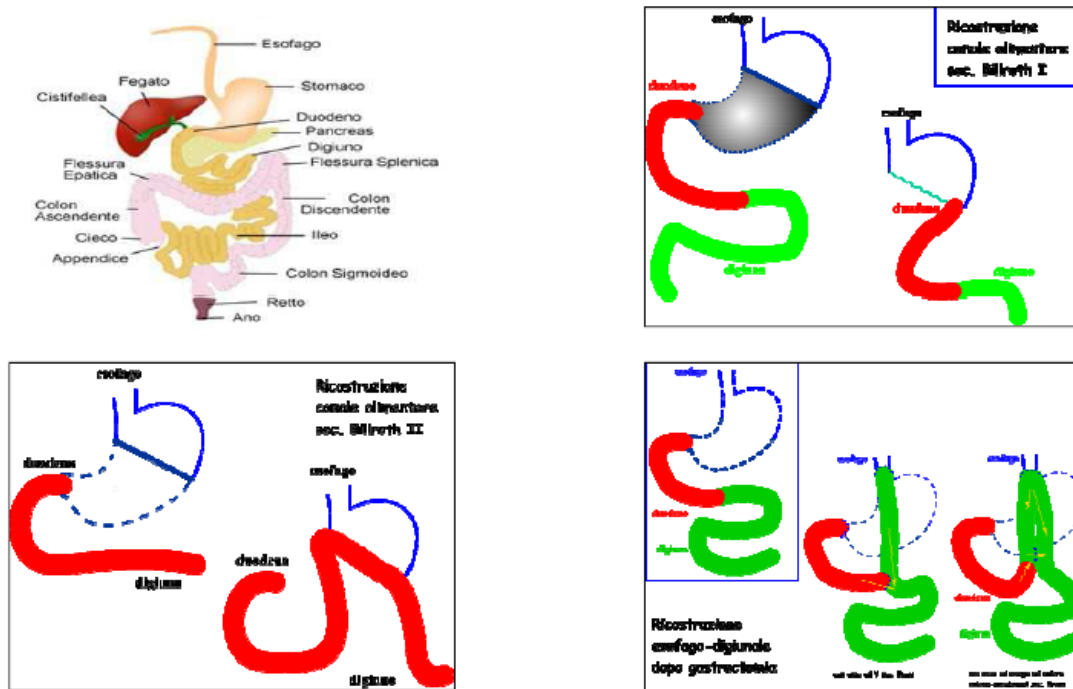 Esofago
Fegato
Cistifellea
Stomaco
Duodeno
Pancreas
Digiuno
Flessura Splenica
Flessura
Epatica
Colon
Ascendente
Colon
Discendente
Cieco
Ileo
Appendice
Colon Sigmoideo
Retto
Ano
esofago
Ricostruzione
canale alimentare
sec. Billroth I
duodeno
esofago
duodeno
digiuno
digiuno
esofago
Ricostruzione
canale alimentare
sec. Billroth II
duodeno
esofago
duodeno
digiuno
digiuno
esofago
esofago
esofago
duodeno
duodeno
duodeno
digiuno
digiuno
Ricostruzione
esofago-digiunale
dopo gastrectomia